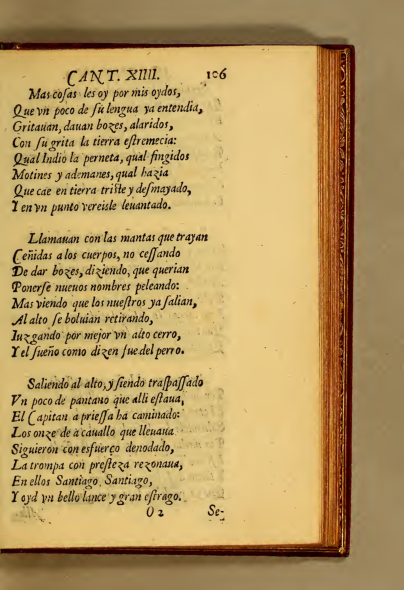 CANT. XIIII. 106
Mas cosas les oy por mis oydos,
Que vn poco de su lengua ya entendia,
Gritauan, dauan bozes, alaridos,
Con su grita la tierra estremecia:
Qual Indio la perneta, qual fingidos
Motines y ademanes, qual hazia
Que cae en tierra triste y desmayado,
Y en vn punto vereisle leuantado.
Llamauan con las mantas que trayan
Ceñidas a los cuerpos, no cessando
De dar bozes, diziendo, que querian
Ponerse nueuos nombres peleando:
Mas viendo que los nuestros ya salian,
Al alto se boluian retirando,
Iuzgando por mejor vn alto cerro,
Y el sueño como dizen fue del perro.
Saliendo al alto, y siendo traspassado
Vn poco de pantano que alli estaua,
El Capitan a priessa ha caminado:
Los onze de a cauallo que lleuaua
Siguieron con esfuerço denodado,
La trompa con presteza rezonaua,
En ellos Santiago, Santiago,
Y oyd vn bello lance y gran estrago.
O 2 Se-